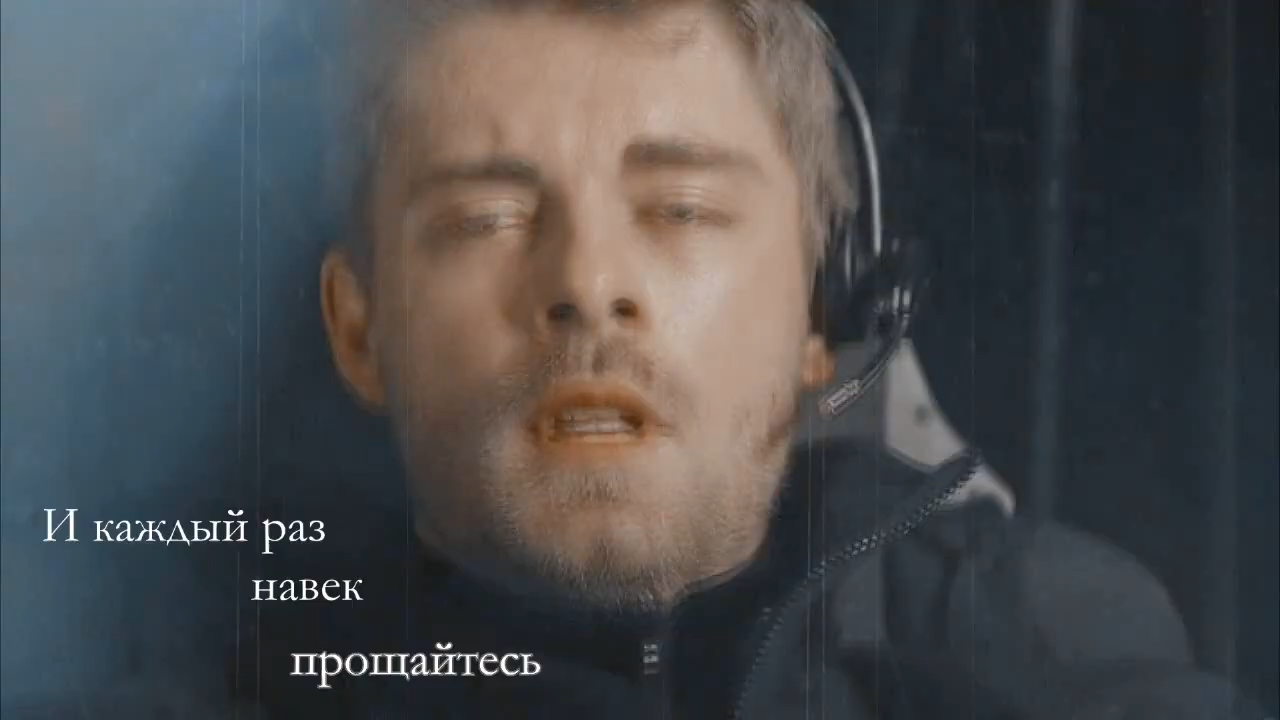 И каждый раз
навек
прощайтесь